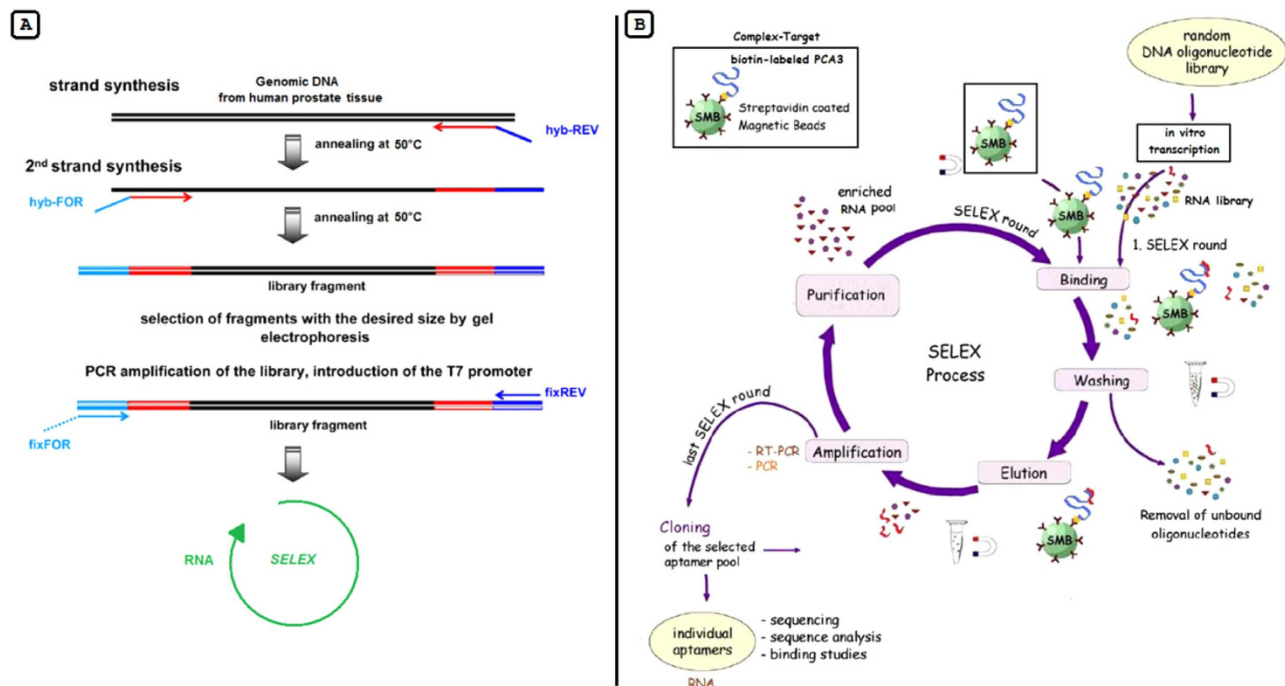 A
strand synthesis
Genomic DNA
from human prostate tissue
hyb-REV
annealing at 50°C
2nd strand synthesis
hyb-FOR
annealing at 50°C
library fragment
selection of fragments with the desired size by gel
electrophoresis
PCR amplification of the library, introduction of the T7 promoter
fixREV
library fragment
fixFOR
RNA
SELEX
B
Complex-Target
biotin-labeled PCA3
SMB
Streptavidin coated
Magnetic Beads
random
DNA oligonucleotide
library
in vitro
transcription
SMB
RNA library
SMB
enriched
RNA pool
SELEX round
1. SELEX round
Purification
Binding
SMB
SELEX
Process
Washing
last SELEX round
Amplification
- RT-PCR
- PCR
Elution
SMB
Removal of unbound
oligonucleotides
Cloning
of the selected
aptamer pool
individual
aptamers
- sequencing
- sequence analysis
- binding studies
RNA